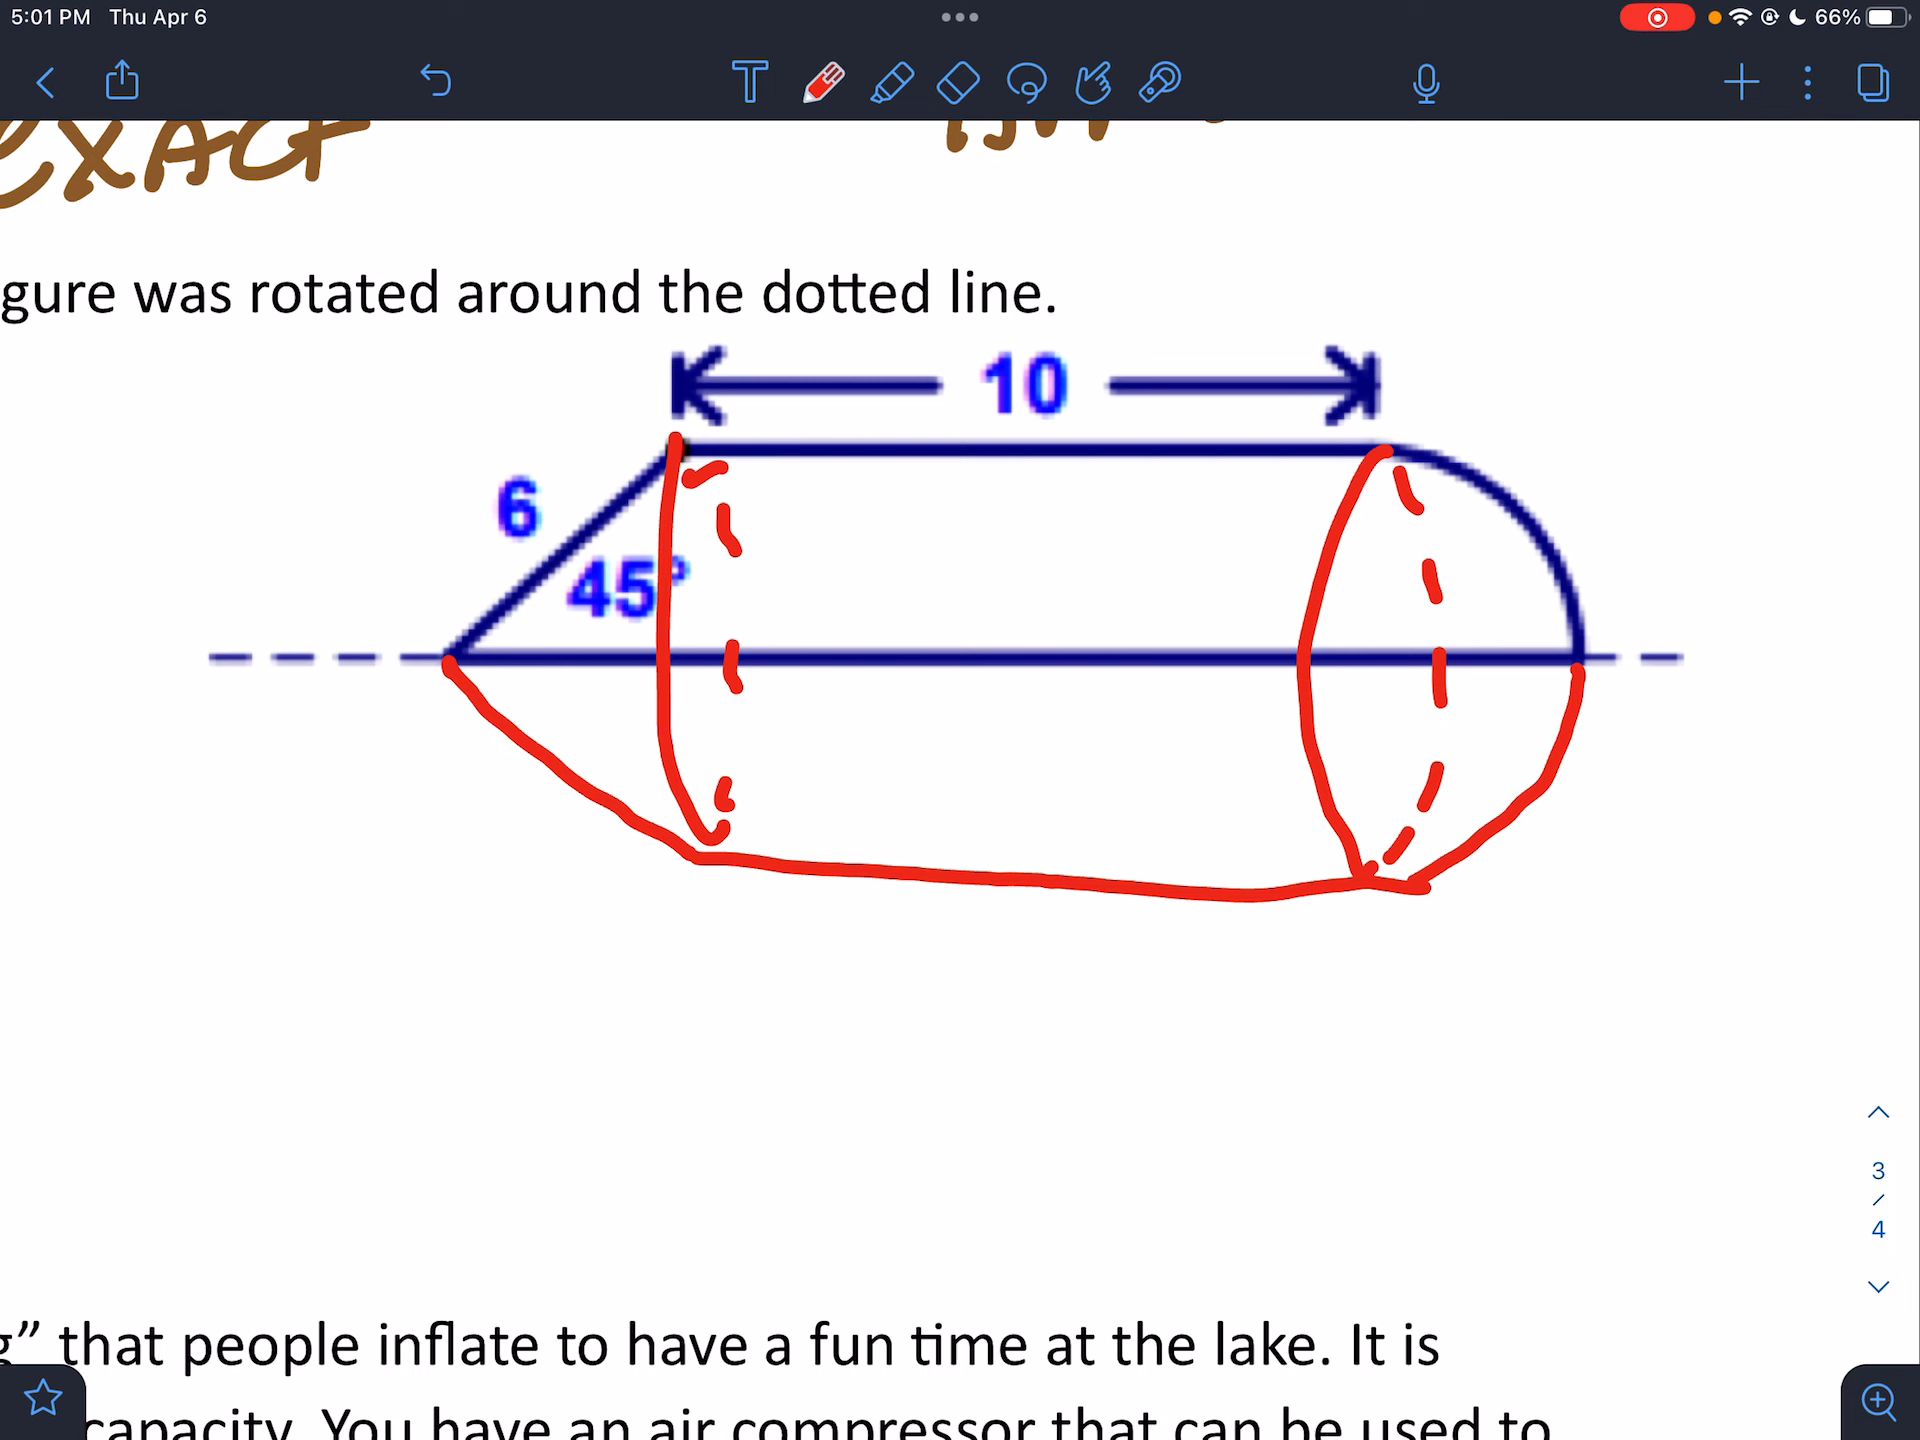 5:01 PM Thu Apr 6 66%
EXACT
gure was rotated around the dotted line.
10
6
45°
3
/
4
g” that people inflate to have a fun time at the lake. It is
capacity. You have an air compressor that can be used to